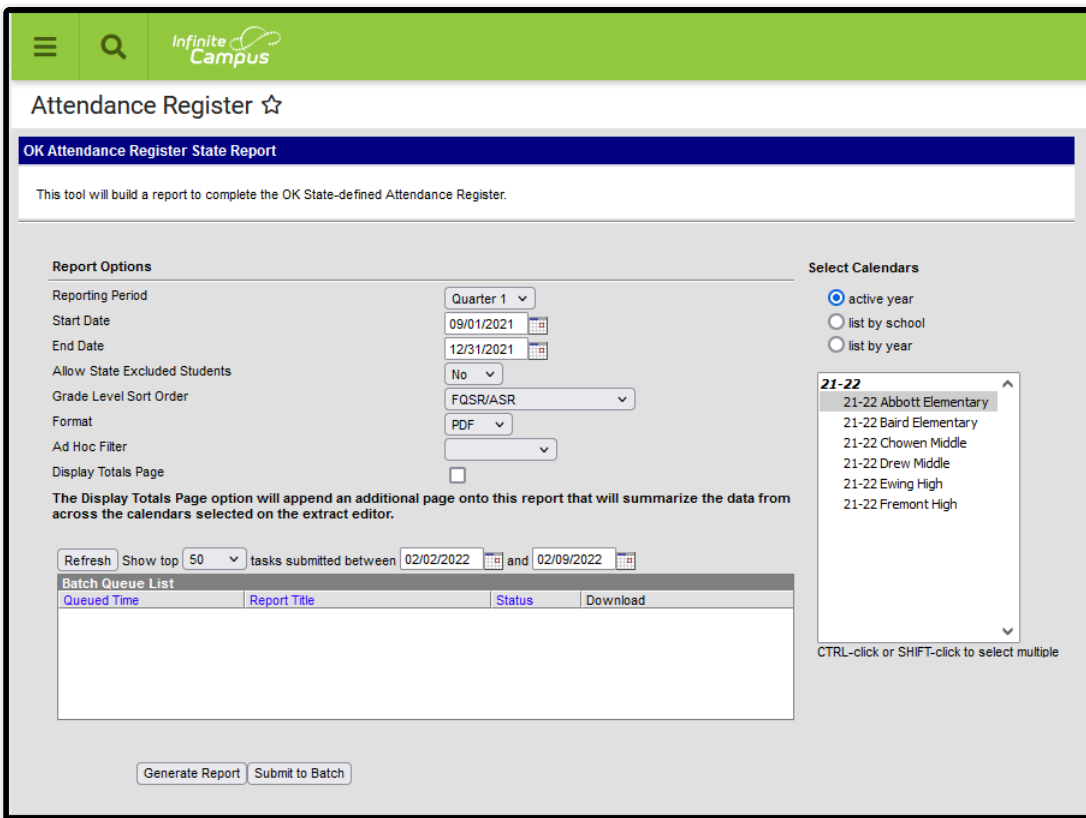 Infinite
Campus
Attendance Register
OK Attendance Register State Report
This tool will build a report to complete the OK State-defined Attendance Register.
Report Options
Reporting Period Quarter 1
Start Date 09/01/2021
End Date 12/31/2021
Allow State Excluded Students No
Grade Level Sort Order FQSR/ASR
Format PDF
Ad Hoc Filter
Display Totals Page
The Display Totals Page option will append an additional page onto this report that will summarize the data from
across the calendars selected on the extract editor.
Refresh Show top 50 tasks submitted between 02/02/2022 and 02/09/2022
Batch Queue List
Queued Time Report Title Status Download
Generate Report Submit to Batch
Select Calendars
active year
list by school
list by year
21-22
21-22 Abbott Elementary
21-22 Baird Elementary
21-22 Chowen Middle
21-22 Drew Middle
21-22 Ewing High
21-22 Fremont High
CTRL-click or SHIFT-click to select multiple